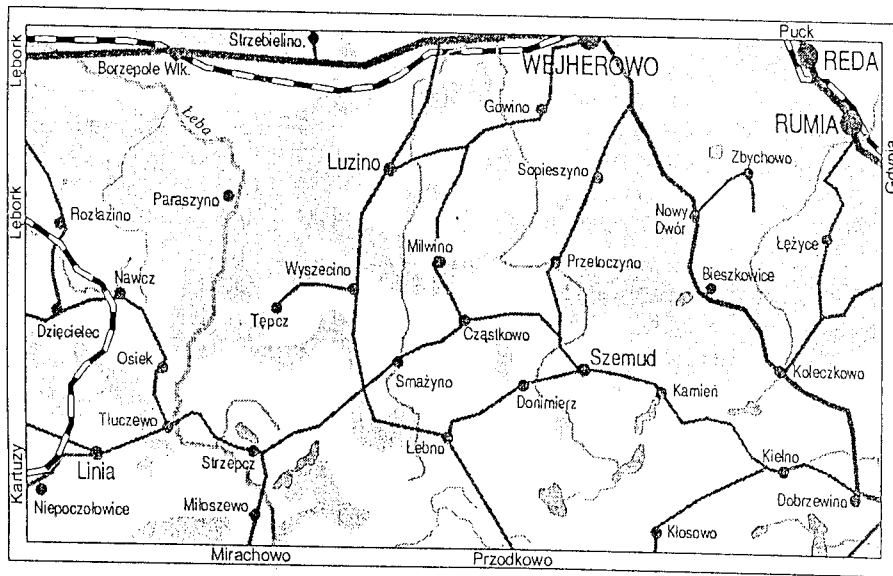 Puck
Lębork
Strzebielino.
Borzepole Wlk.
WEJHEROWO
REDA
Gowino
RUMIA
Łeba
Luzino
Zbychowo
Sopieszyno
Gdynia
Paraszyno
Lębork
Rozłazino
Nowy
Dwór
Łężyce
Milwino
Przetoczyno
Nawcz
Wyszecino
Bieszkowice
Tępcz
Dzięcielec
Cząstkowo
Osiek
Szemud
Smażyno
Koleczkowo
Donimierz
Kamień
Tłuczewo
Łebno
Strzepcz
Linia
Kielno
Kartuzy
Niepoczołowice
Miłoszewo
Dobrzewino
Kłosowo
Mirachowo
Przodkowo